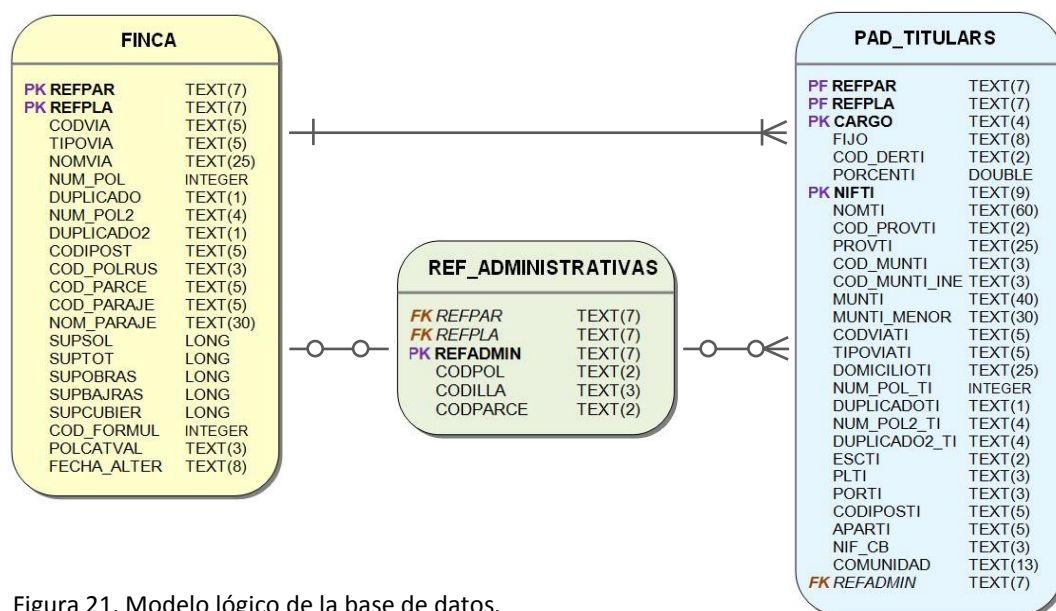 FINCA
PK REFPAR TEXT(7)
PK REFPLA TEXT(7)
CODVIA TEXT(5)
TIPOVIA TEXT(5)
NOMVIA TEXT(25)
NUM_POL INTEGER
DUPLICADO TEXT(1)
NUM_POL2 TEXT(4)
DUPLICADO2 TEXT(1)
CODIPOST TEXT(5)
COD_POLRUS TEXT(3)
COD_PARCE TEXT(5)
COD_PARAJE TEXT(5)
NOM_PARAJE TEXT(30)
SUPSOL LONG
SUPTOT LONG
SUPOBRAS LONG
SUPBAJRAS LONG
SUPCUBIER LONG
COD_FORMUL INTEGER
POLCATVAL TEXT(3)
FECHA_ALTER TEXT(8)
REF_ADMINISTRATIVAS
FK REFPAR TEXT(7)
FK REFPLA TEXT(7)
PK REFADMIN TEXT(7)
CODPOL TEXT(2)
CODILLA TEXT(3)
CODPARCE TEXT(2)
PAD_TITULARS
PF REFPAR TEXT(7)
PF REFPLA TEXT(7)
PK CARGO TEXT(4)
FIJO TEXT(8)
COD_DERTI TEXT(2)
PORCENTI DOUBLE
PK NIFTI TEXT(9)
NOMTI TEXT(60)
COD_PROVTI TEXT(2)
PROVTI TEXT(25)
COD_MUNTI TEXT(3)
COD_MUNTI_INE TEXT(3)
MUNTI TEXT(40)
MUNTI_MENOR TEXT(30)
CODVIATI TEXT(5)
TIPOVIATI TEXT(5)
DOMICILIOTI TEXT(25)
NUM_POL_TI INTEGER
DUPLICADOTI TEXT(1)
NUM_POL2_TI TEXT(4)
DUPLICADO2_TI TEXT(4)
ESCTI TEXT(2)
PLTI TEXT(3)
PORTI TEXT(3)
CODIPOSTI TEXT(5)
APARTI TEXT(5)
NIF_CB TEXT(3)
COMUNIDAD TEXT(13)
FK REFADMIN TEXT(7)
Figura 21. Modelo lógico de la base de datos.